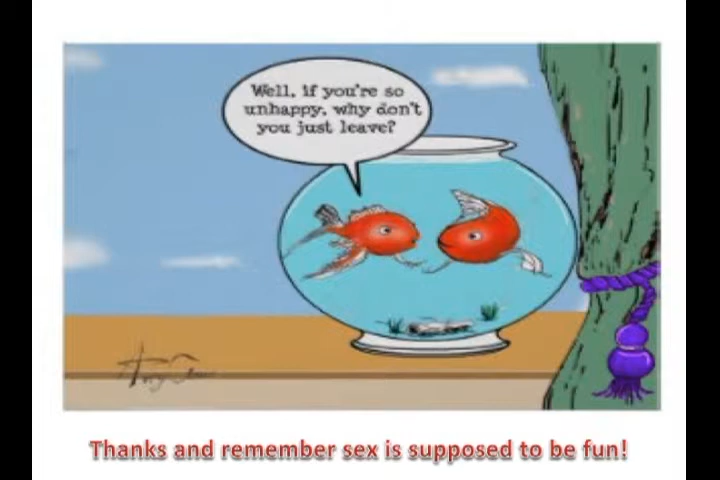 Well, if you're so
unhappy, why don't
you just leave?
Thanks and remember sex is supposed to be fun!